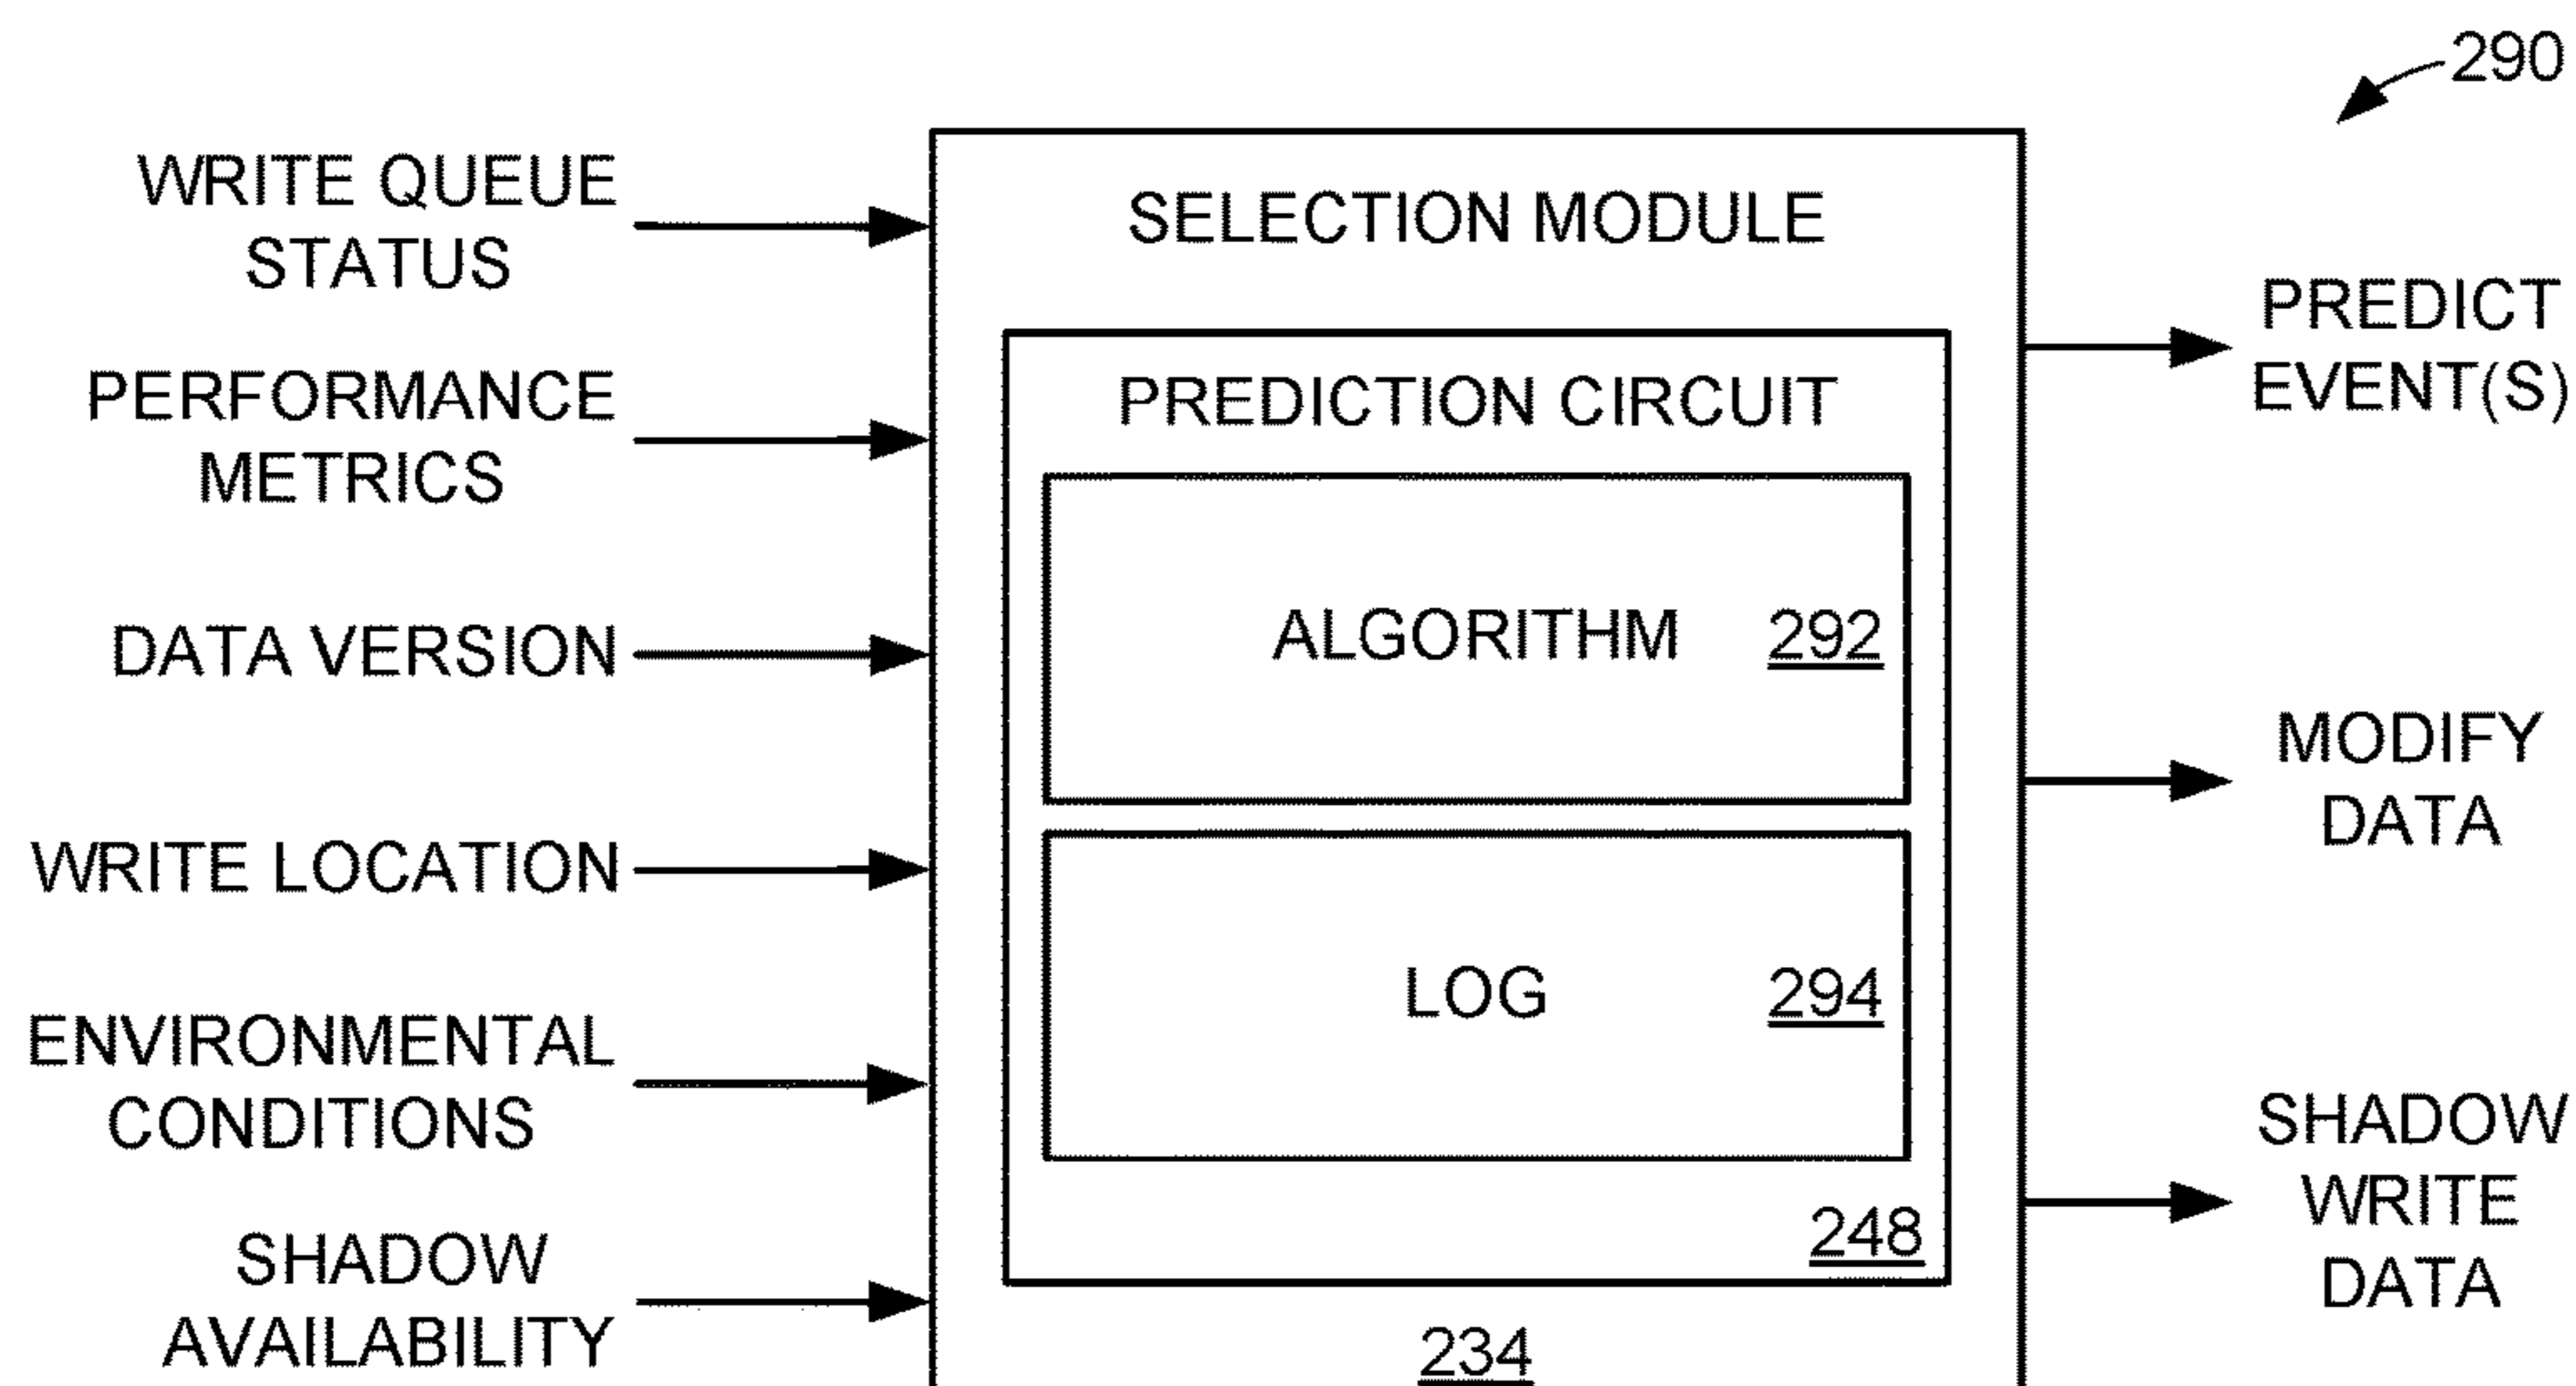 290
WRITE QUEUE
STATUS
PERFORMANCE
METRICS
DATA VERSION
WRITE LOCATION
ENVIRONMENTAL
CONDITIONS
SHADOW
AVAILABILITY
SELECTION MODULE
PREDICTION CIRCUIT
ALGORITHM 292
LOG 294
248
234
PREDICT
EVENT(S)
MODIFY
DATA
SHADOW
WRITE
DATA